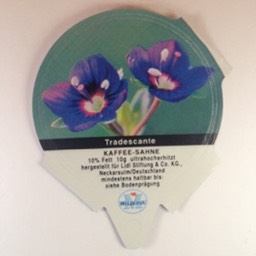 Tradescante
KAFFEE-SAHNE
10% Fett 10g ultrahocherhitzt
hergestellt für Lidl Stiftung & Co. KG.,
Neckarsulm/Deutschland
mindestens haltbar bis:
siehe Bodenprägung
MILBONA